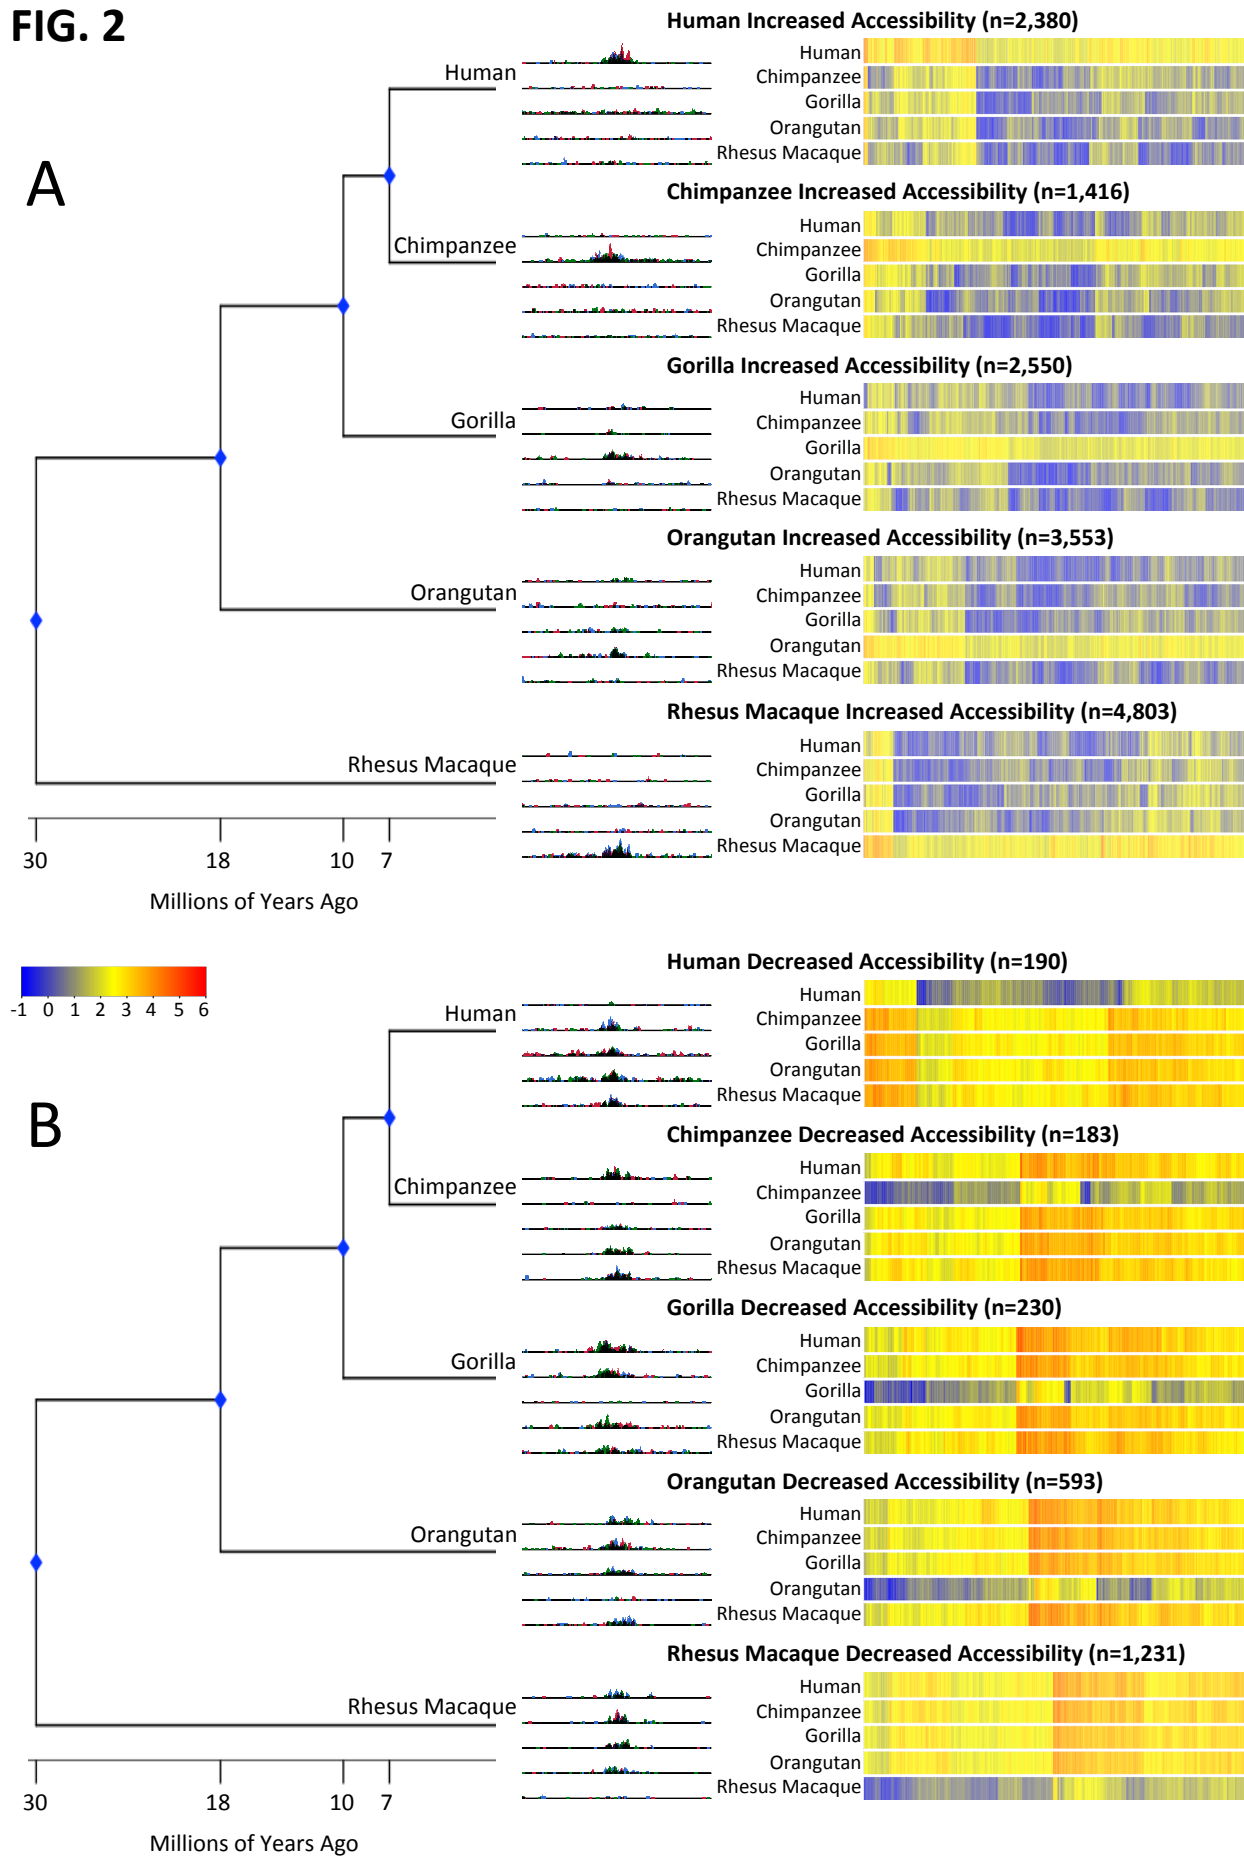 FIG. 2
A
Human
Chimpanzee
Gorilla
Orangutan
Rhesus Macaque
30 18 10 7
Millions of Years Ago
Human Increased Accessibility (n=2,380)
Human
Chimpanzee
Gorilla
Orangutan
Rhesus Macaque
Chimpanzee Increased Accessibility (n=1,416)
Human
Chimpanzee
Gorilla
Orangutan
Rhesus Macaque
Gorilla Increased Accessibility (n=2,550)
Human
Chimpanzee
Gorilla
Orangutan
Rhesus Macaque
Orangutan Increased Accessibility (n=3,553)
Human
Chimpanzee
Gorilla
Orangutan
Rhesus Macaque
Rhesus Macaque Increased Accessibility (n=4,803)
Human
Chimpanzee
Gorilla
Orangutan
Rhesus Macaque
-1 0 1 2 3 4 5 6
B
Human
Chimpanzee
Gorilla
Orangutan
Rhesus Macaque
30 18 10 7
Millions of Years Ago
Human Decreased Accessibility (n=190)
Human
Chimpanzee
Gorilla
Orangutan
Rhesus Macaque
Chimpanzee Decreased Accessibility (n=183)
Human
Chimpanzee
Gorilla
Orangutan
Rhesus Macaque
Gorilla Decreased Accessibility (n=230)
Human
Chimpanzee
Gorilla
Orangutan
Rhesus Macaque
Orangutan Decreased Accessibility (n=593)
Human
Chimpanzee
Gorilla
Orangutan
Rhesus Macaque
Rhesus Macaque Decreased Accessibility (n=1,231)
Human
Chimpanzee
Gorilla
Orangutan
Rhesus Macaque